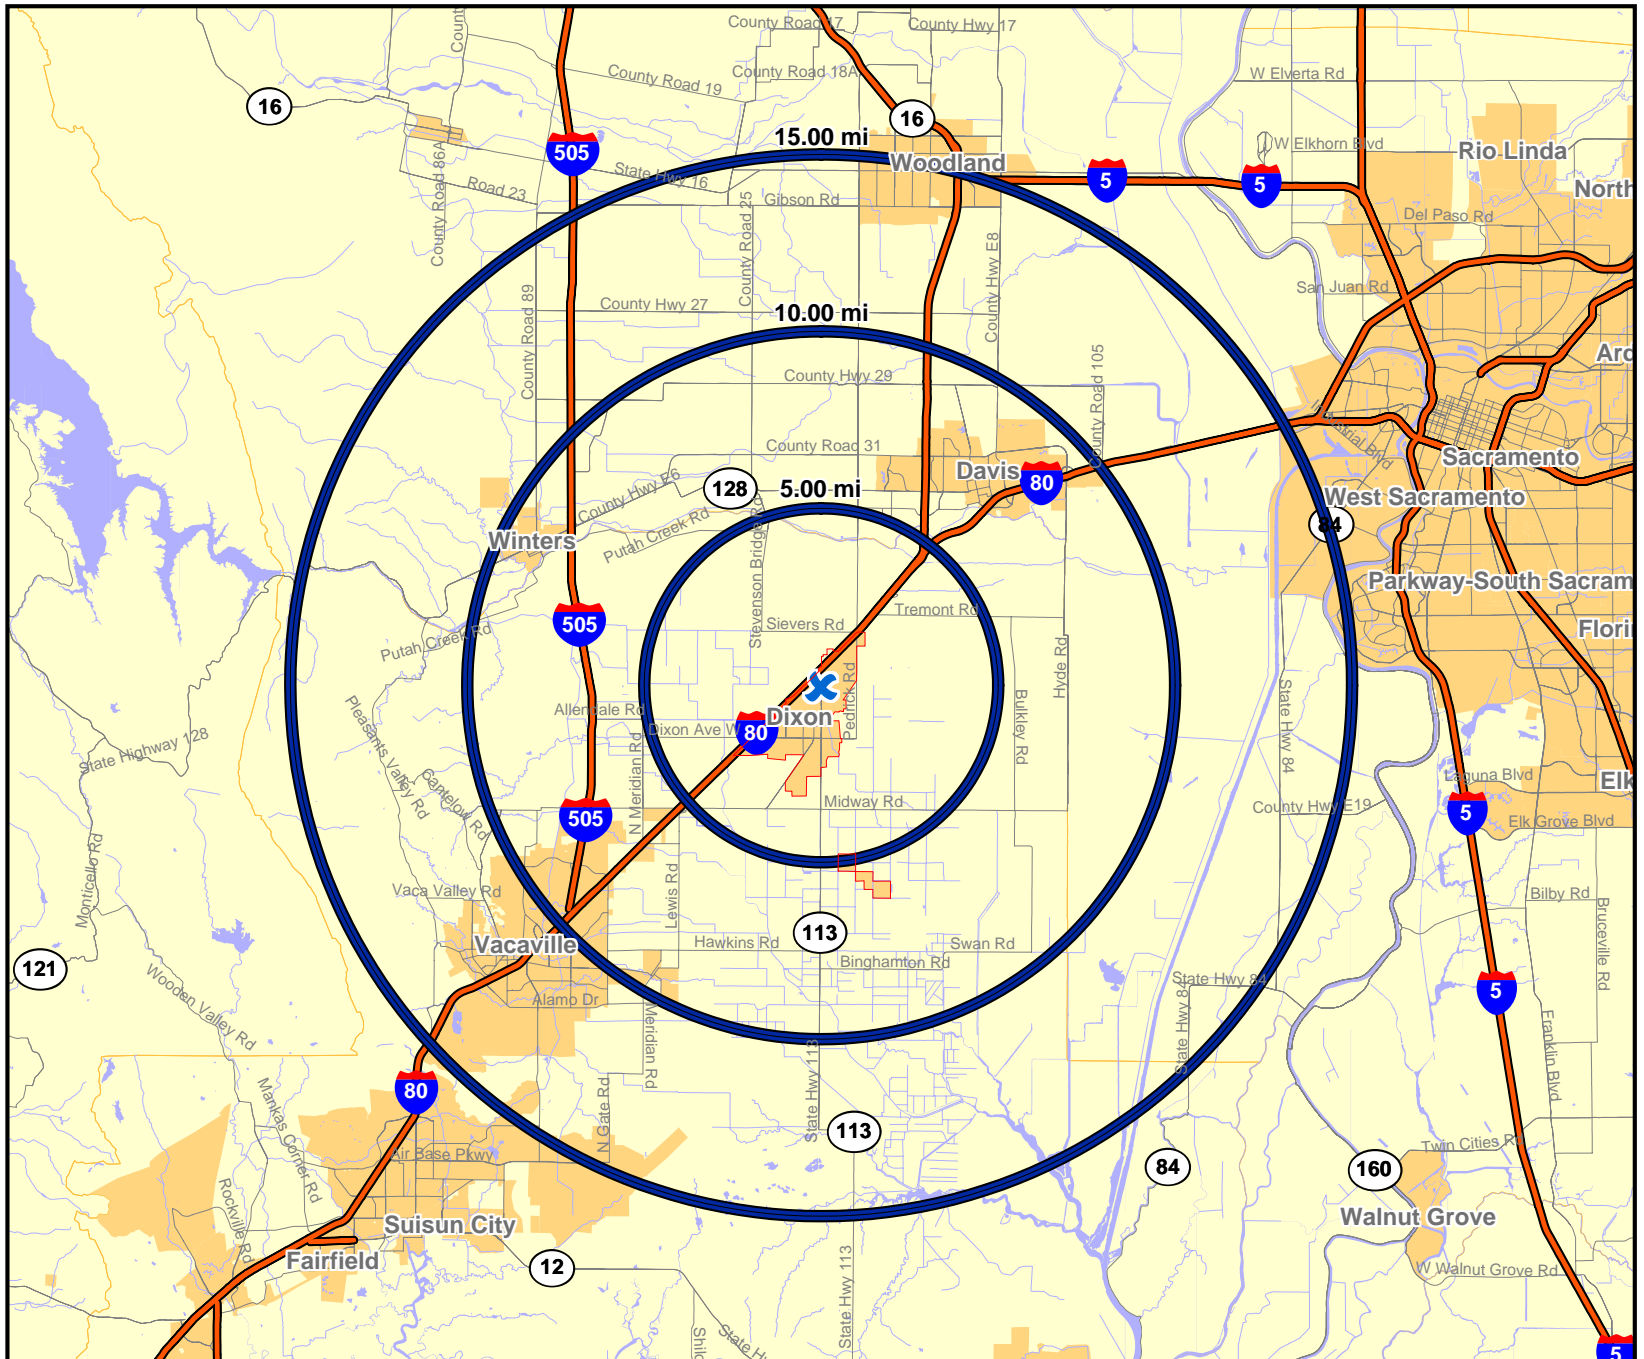 County Road 17
County Hwy 17
County
County Road 18A
County Road 19
W Elverta Rd
16
16
505
15.00 mi
W Elkhorn Blvd
Rio Linda
Woodland
County Road 86A
Road 23
State Hwy 16
5
5
North
Gibson Rd
Del Paso Rd
County Road 25
County Hwy E8
San Juan Rd
County Hwy 27
10.00 mi
County Road 89
Ard
County Hwy 29
County Road 105
Industrial Blvd
County Road 31
Davis
Sacramento
80
128
5.00 mi
County Hwy E6
West Sacramento
84
Putah Creek Rd
Stevenson Bridge Rd
Winters
Parkway-South Sacram
505
Sievers Rd
Tremont Rd
Florin
Putah Creek Rd
Hyde Rd
Pedrick Rd
Allendale Rd
Dixon
Dixon Ave W
80
Bulkley Rd
State Hwy 84
State Highway 128
Pleasants Valley Rd
N Meridian Rd
Cantelow Rd
Midway Rd
Laguna Blvd
Elk
County Hwy E19
505
5
Elk Grove Blvd
Monticello Rd
Vaca Valley Rd
Lewis Rd
Bilby Rd
Bruceville Rd
113
Vacaville
Hawkins Rd
Swan Rd
Binghamton Rd
121
State Hwy 84
Alamo Dr
5
Wooden Valley Rd
Meridian Rd
State Hwy 84
Franklin Blvd
80
State Hwy 113
Mankas Corner Rd
N Gate Rd
113
Air Base Pkwy
Twin Cities Rd
84
160
Rockville Rd
Suisun City
Walnut Grove
Fairfield
12
W Walnut Grove Rd
State Hwy 113
Shilo
State Hw
5